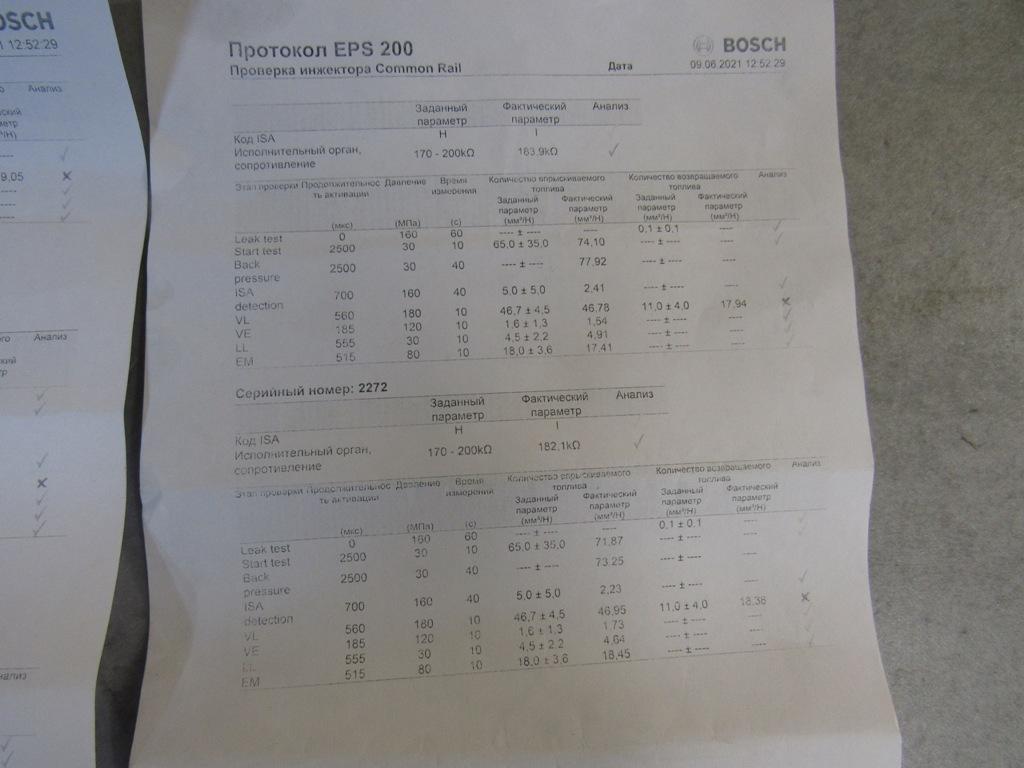 OSCH
12:52:29
Анализ
9,05
Протокол EPS 200
BOSCH
Проверка инжектора Common Rail
Дата
09.06.2021 12:52:29
Заданный параметр Фактический параметр Анализ
Код ISA H I
Исполнительный орган, сопротивление 170 - 200kΩ 183,9kΩ ✓
Этап проверки Продолжительность активации Давление Время измерения Количество впрыскиваемого топлива Количество возвращаемого топлива Анализ
Заданный параметр Фактический параметр Заданный параметр Фактический параметр
(мкс) (МПа) (с) (мм³/H) (мм³/H) (мм³/H) (мм³/H)
Leak test 0 160 60 ---- ± ---- ---- 0,1 ± 0,1 ✓
Start test 2500 30 10 65,0 ± 35,0 74,10 ---- ± ---- ---- ✓
Back pressure 2500 30 40 ---- ± ---- 77,92 ---- ± ---- ----
ISA detection 700 160 40 5,0 ± 5,0 2,41 ---- ± ---- ---- ✓
VL 560 180 10 46,7 ± 4,5 46,78 11,0 ± 4,0 17,94 x
VE 185 120 10 1,6 ± 1,3 1,54 ---- ± ---- ---- ✓
LL 555 30 10 4,5 ± 2,2 4,91 ---- ± ---- ---- ✓
EM 515 80 10 18,0 ± 3,6 17,41 ---- ± ---- ---- ✓
Серийный номер: 2272
Заданный параметр Фактический параметр Анализ
Код ISA H I
Исполнительный орган, сопротивление 170 - 200kΩ 182,1kΩ ✓
Этап проверки Продолжительность активации Давление Время измерения Количество впрыскиваемого топлива Количество возвращаемого топлива Анализ
Заданный параметр Фактический параметр Заданный параметр Фактический параметр
(мкс) (МПа) (с) (мм³/H) (мм³/H) (мм³/H) (мм³/H)
Leak test 0 160 60 ---- ± ---- ---- 0,1 ± 0,1 ✓
Start test 2500 30 10 65,0 ± 35,0 71,87 ---- ± ---- ---- ✓
Back pressure 2500 30 40 ---- ± ---- 73,25 ---- ± ---- ----
ISA detection 700 160 40 5,0 ± 5,0 2,23 ---- ± ---- ---- ✓
VL 560 180 10 46,7 ± 4,5 46,95 11,0 ± 4,0 18,38 x
VE 185 120 10 1,6 ± 1,3 1,73 ---- ± ---- ---- ✓
LL 555 30 10 4,5 ± 2,2 4,64 ---- ± ---- ---- ✓
EM 515 80 10 18,0 ± 3,6 18,45 ---- ± ---- ---- ✓